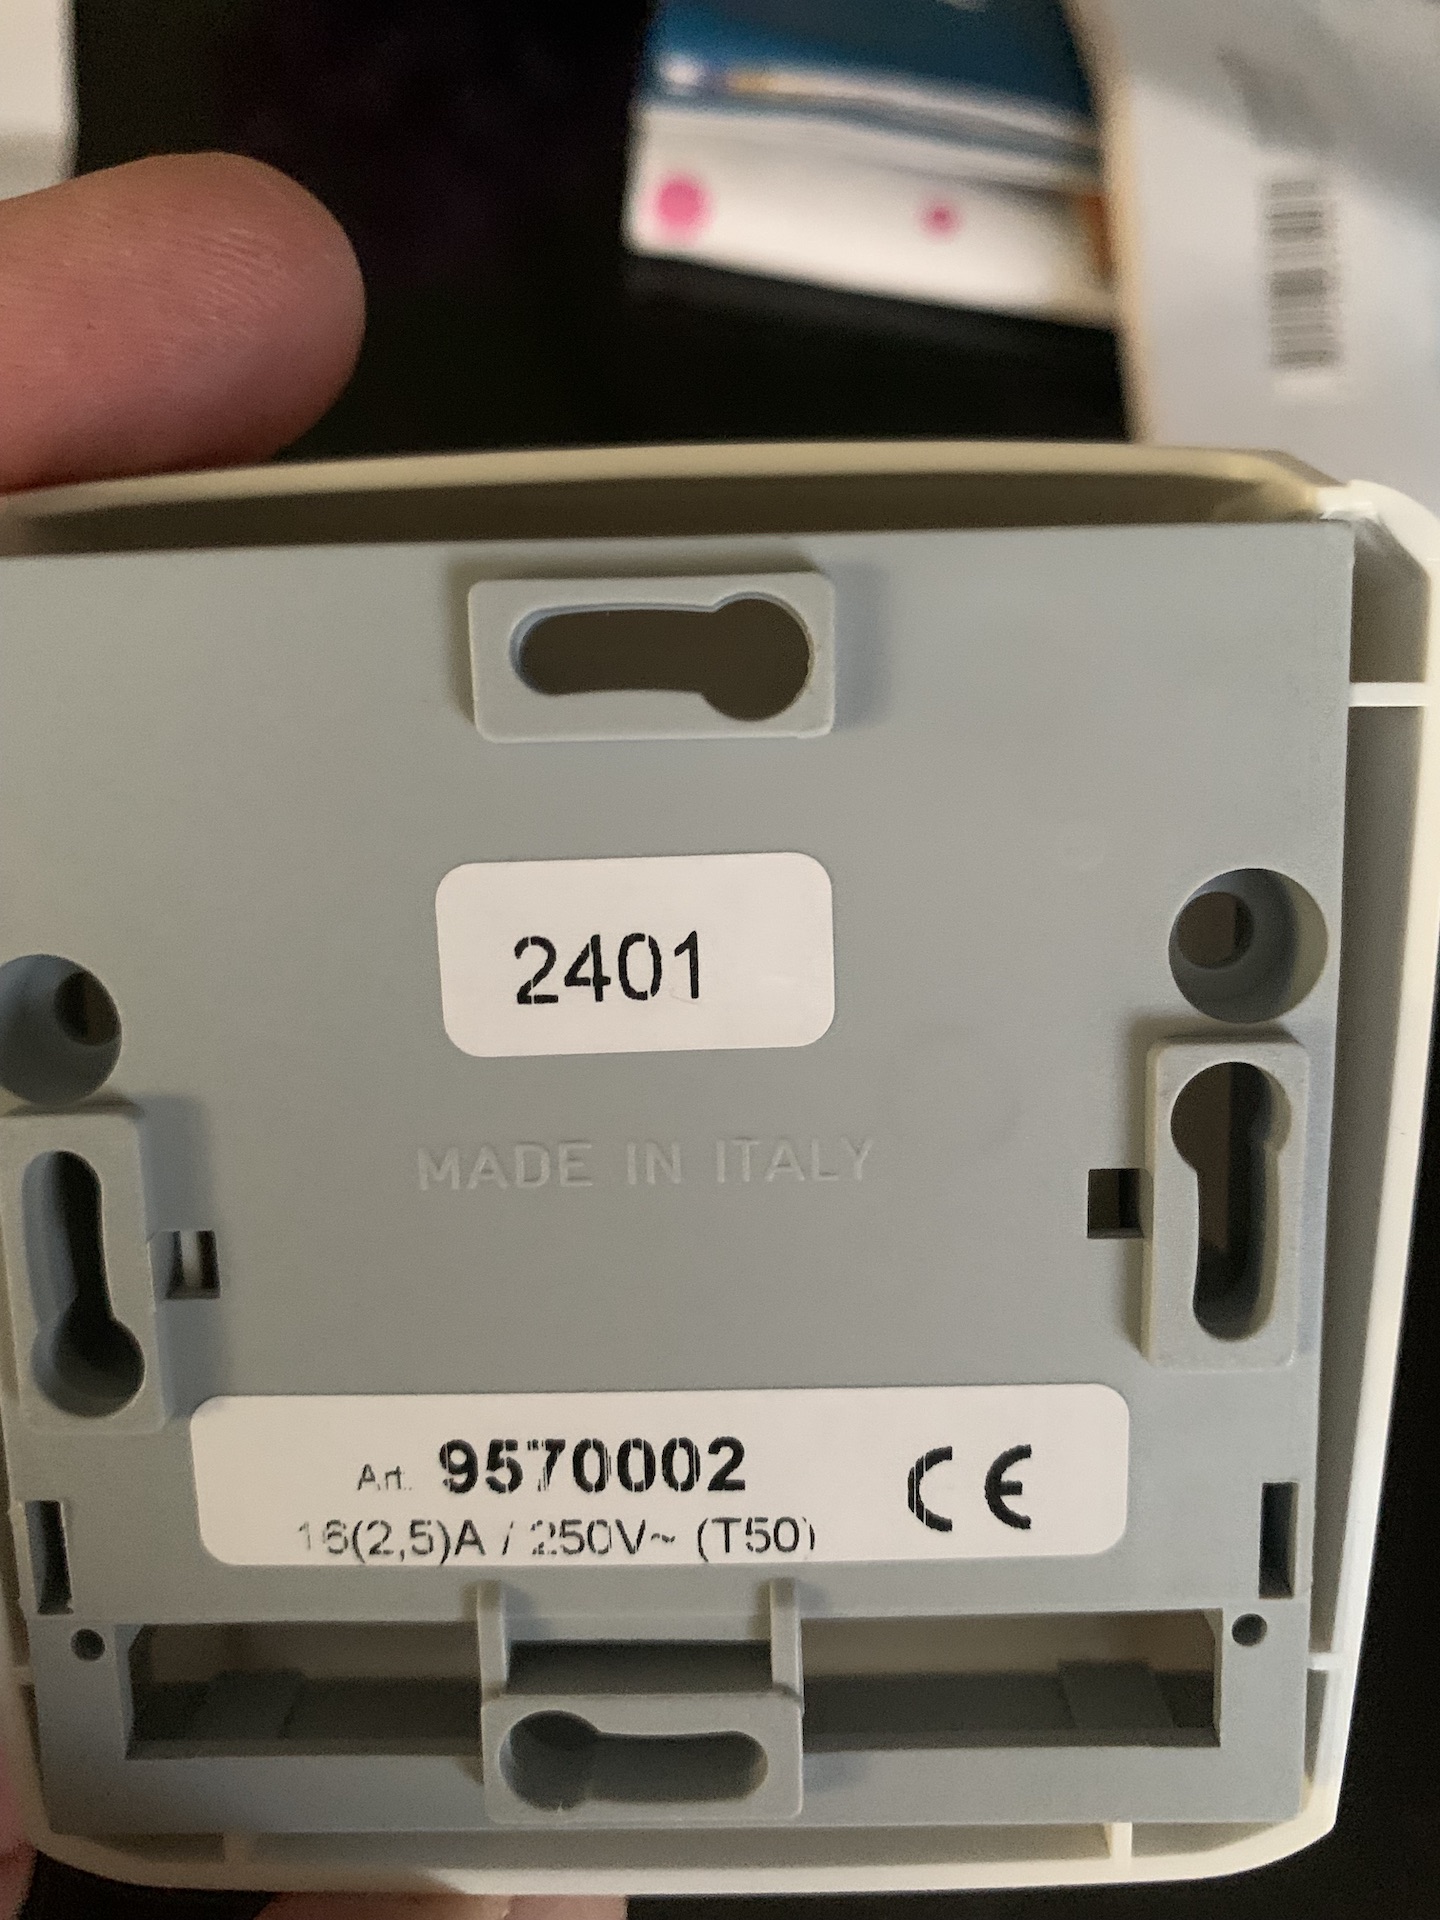 2401
MADE IN ITALY
Art. 9570002 CE
16(2,5)A / 250V~ (T50)